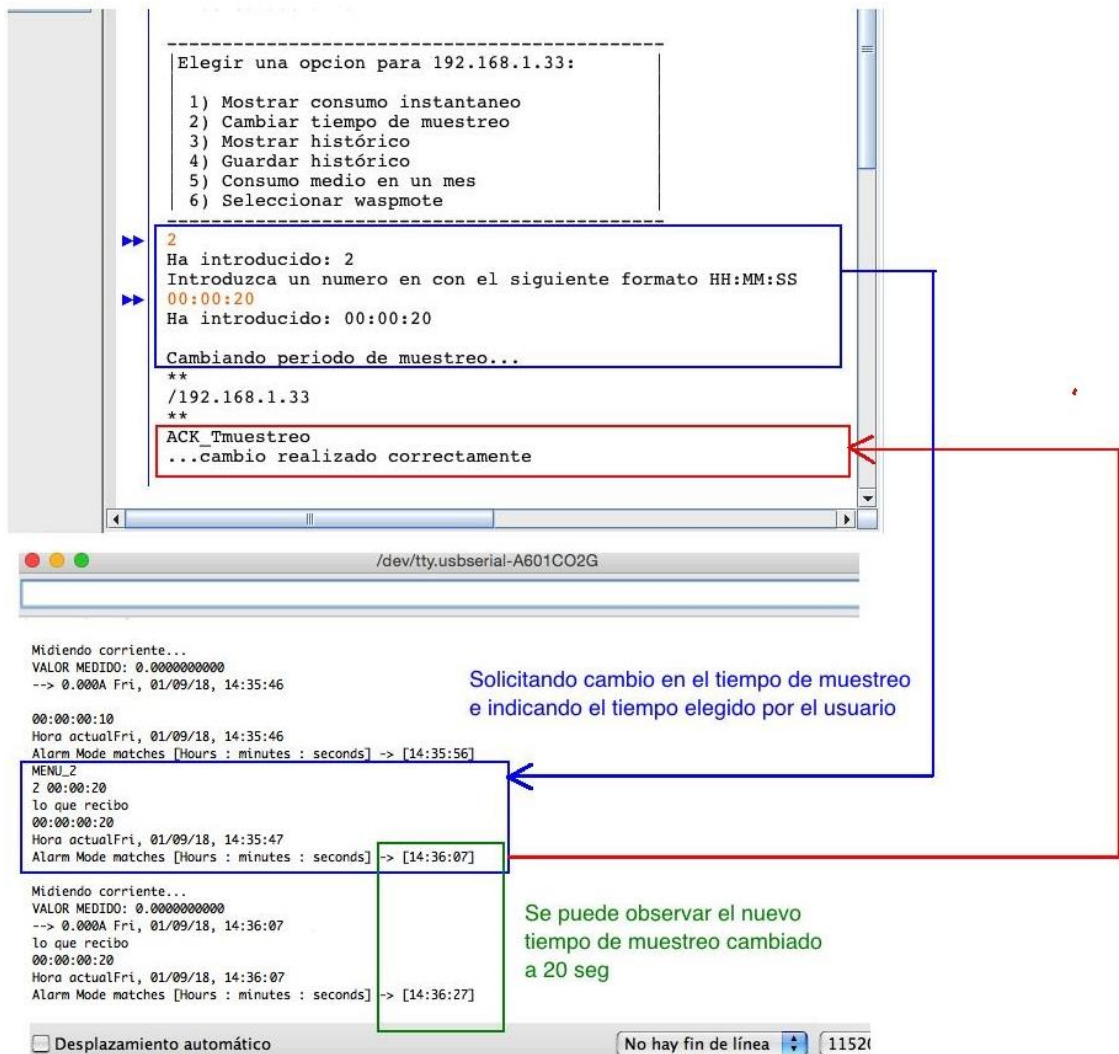 Elegir una opcion para 192.168.1.33:
1) Mostrar consumo instantaneo
2) Cambiar tiempo de muestreo
3) Mostrar histórico
4) Guardar histórico
5) Consumo medio en un mes
6) Seleccionar waspmote
2
Ha introducido: 2
Introduzca un numero en con el siguiente formato HH:MM:SS
00:00:20
Ha introducido: 00:00:20
Cambiando periodo de muestreo...
**
/192.168.1.33
**
ACK_Tmuestreo
...cambio realizado correctamente
/dev/tty.usbserial-A601CO2G
Midiendo corriente...
VALOR MEDIDO: 0.0000000000
--> 0.000A Fri, 01/09/18, 14:35:46
00:00:00:10
Hora actualFri, 01/09/18, 14:35:46
Alarm Mode matches [Hours : minutes : seconds] -> [14:35:56]
MENU_2
2 00:00:20
lo que recibo
00:00:00:20
Hora actualFri, 01/09/18, 14:35:47
Alarm Mode matches [Hours : minutes : seconds] -> [14:36:07]
Solicitando cambio en el tiempo de muestreo
e indicando el tiempo elegido por el usuario
Midiendo corriente...
VALOR MEDIDO: 0.0000000000
--> 0.000A Fri, 01/09/18, 14:36:07
lo que recibo
00:00:00:20
Hora actualFri, 01/09/18, 14:36:07
Alarm Mode matches [Hours : minutes : seconds] -> [14:36:27]
Se puede observar el nuevo
tiempo de muestreo cambiado
a 20 seg
Desplazamiento automático
No hay fin de línea